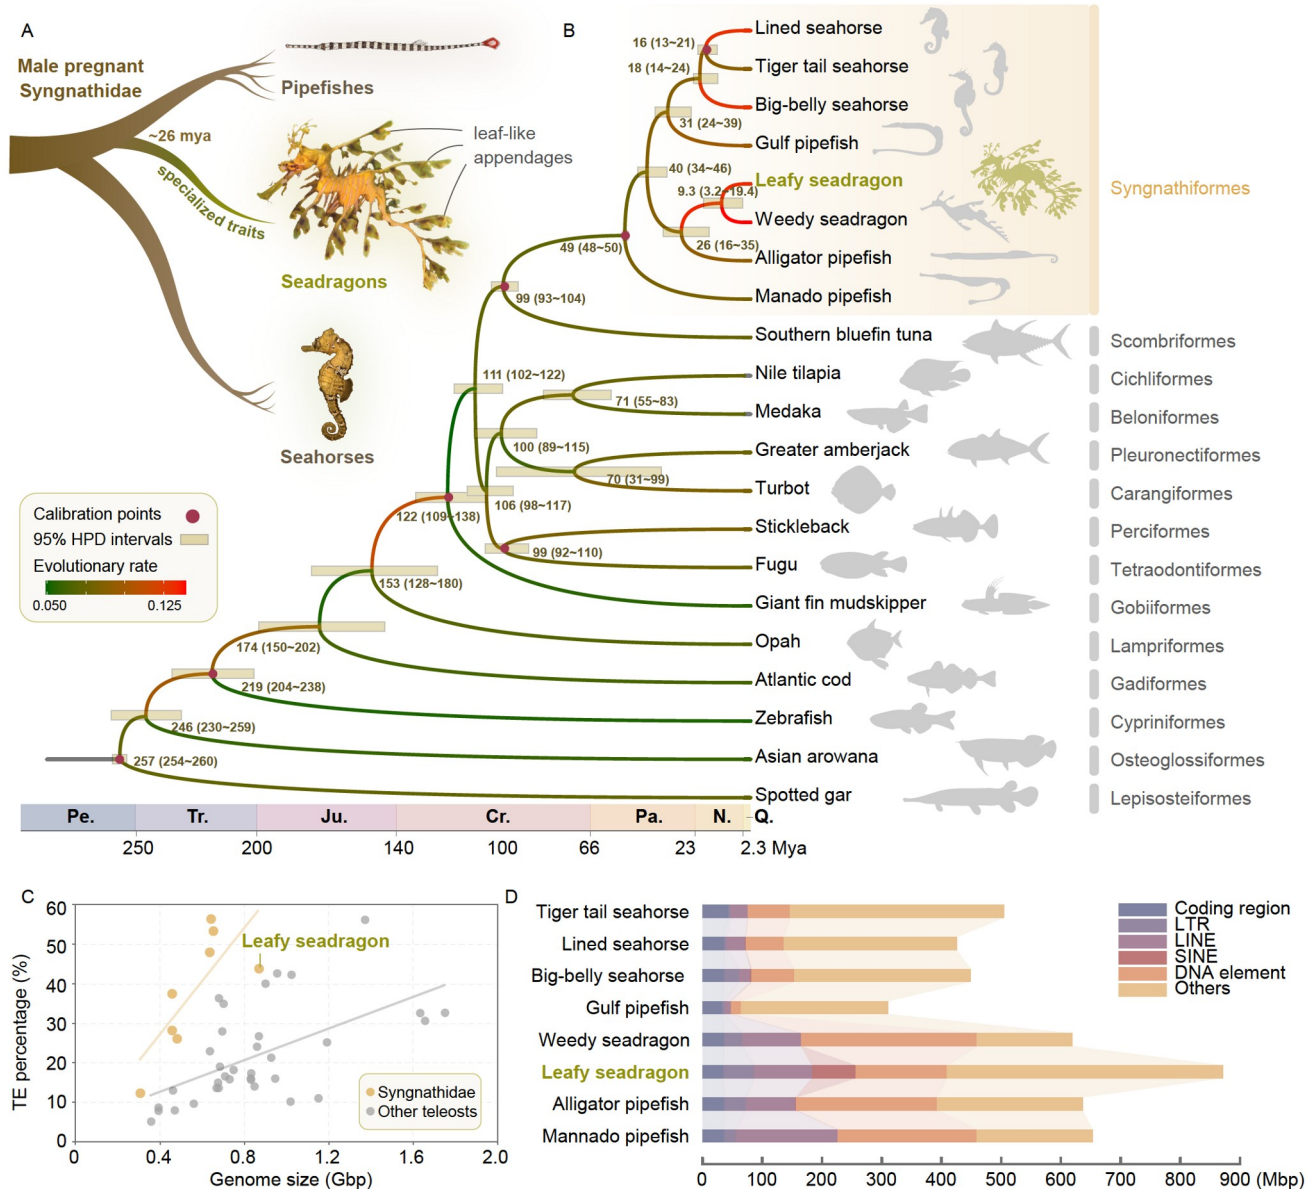 A
Male pregnant
Syngnathidae
Pipefishes
~26 mya
specialized traits
leaf-like
appendages
Seadragons
Seahorses
Calibration points
95% HPD intervals
Evolutionary rate
0.050 0.125
B
Lined seahorse
16 (13~21)
Tiger tail seahorse
18 (14~24)
Big-belly seahorse
31 (24~39)
Gulf pipefish
40 (34~46)
Leafy seadragon
9.3 (3.2~19.4)
Syngnathiformes
Weedy seadragon
49 (48~50)
26 (16~35)
Alligator pipefish
Manado pipefish
99 (93~104)
Southern bluefin tuna
Scombriformes
111 (102~122)
Nile tilapia
Cichliformes
71 (55~83)
Medaka
Beloniformes
100 (89~115)
Greater amberjack
Pleuronectiformes
70 (31~99)
Turbot
Carangiformes
106 (98~117)
122 (109~138)
Stickleback
Perciformes
99 (92~110)
Fugu
Tetraodontiformes
153 (128~180)
Giant fin mudskipper
Gobiiformes
174 (150~202)
Opah
Lampriformes
219 (204~238)
Atlantic cod
Gadiformes
246 (230~259)
Zebrafish
Cypriniformes
257 (254~260)
Asian arowana
Osteoglossiformes
Spotted gar
Lepisosteiformes
Pe. Tr. Ju. Cr. Pa. N. Q.
250 200 140 100 66 23 2.3 Mya
C
TE percentage (%)
60
50
40
30
20
10
0
Leafy seadragon
Syngnathidae
Other teleosts
0 0.4 0.8 1.2 1.6 2.0
Genome size (Gbp)
D
Tiger tail seahorse
Lined seahorse
Big-belly seahorse
Gulf pipefish
Weedy seadragon
Leafy seadragon
Alligator pipefish
Mannado pipefish
Coding region
LTR
LINE
SINE
DNA element
Others
0 100 200 300 400 500 600 700 800 900 (Mbp)